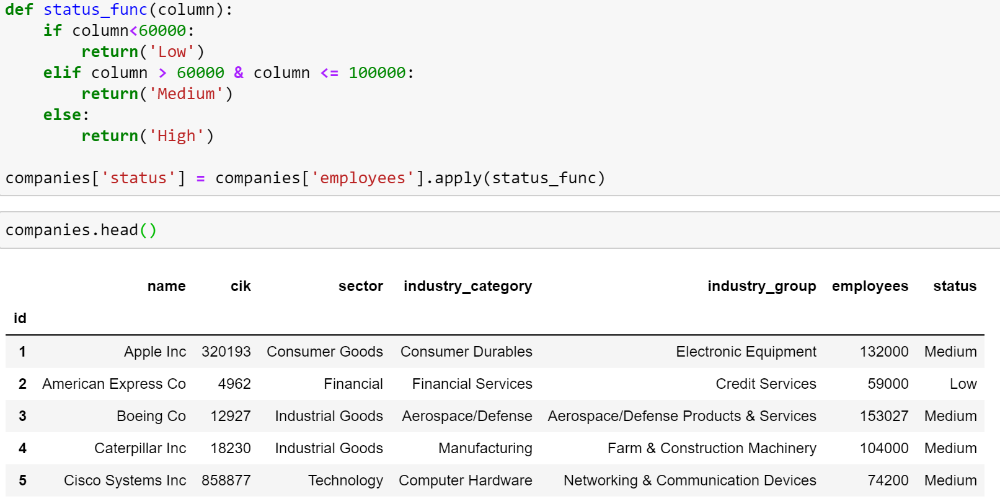 def status_func(column):
    if column<60000:
        return('Low')
    elif column > 60000 & column <= 100000:
        return('Medium')
    else:
        return('High')
companies['status'] = companies['employees'].apply(status_func)
companies.head()
name cik sector industry_category industry_group employees status
id
1 Apple Inc 320193 Consumer Goods Consumer Durables Electronic Equipment 132000 Medium
2 American Express Co 4962 Financial Financial Services Credit Services 59000 Low
3 Boeing Co 12927 Industrial Goods Aerospace/Defense Aerospace/Defense Products & Services 153027 Medium
4 Caterpillar Inc 18230 Industrial Goods Manufacturing Farm & Construction Machinery 104000 Medium
5 Cisco Systems Inc 858877 Technology Computer Hardware Networking & Communication Devices 74200 Medium